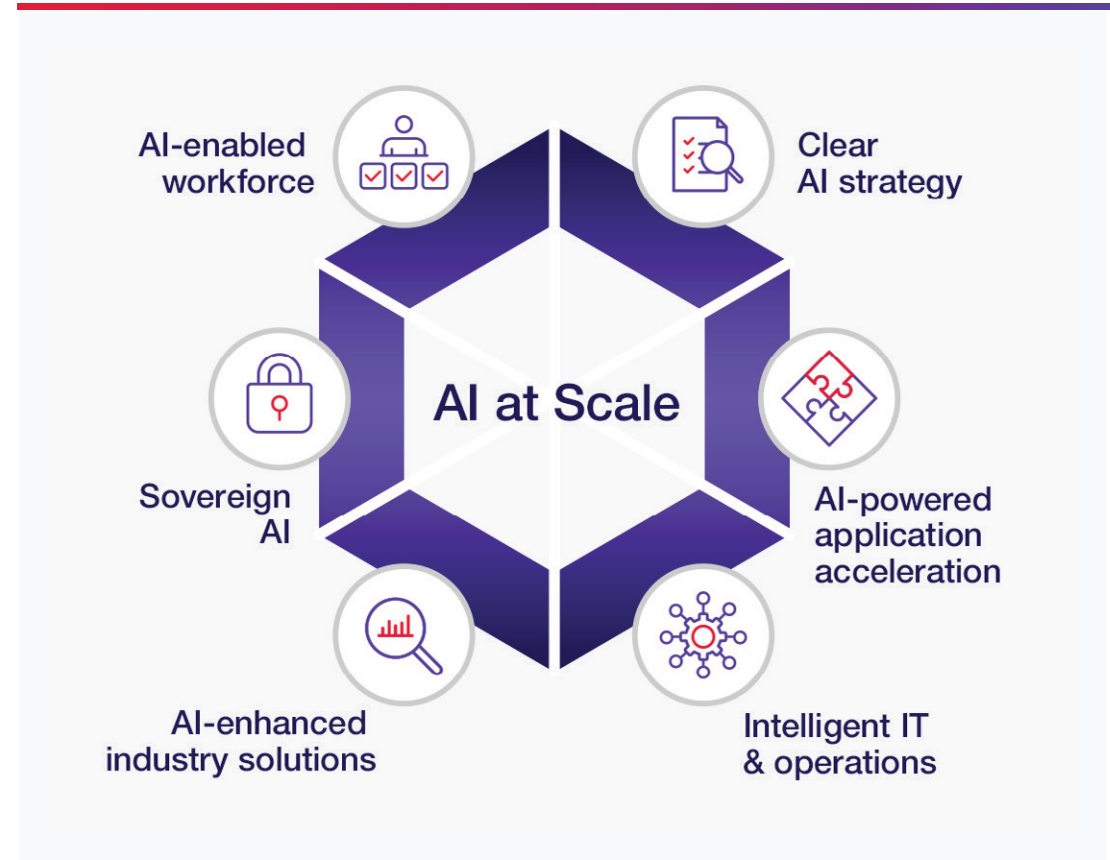 AI-enabled
workforce
Clear
AI strategy
AI at Scale
Sovereign
AI
AI-powered
application
acceleration
AI-enhanced
industry solutions
Intelligent IT
& operations